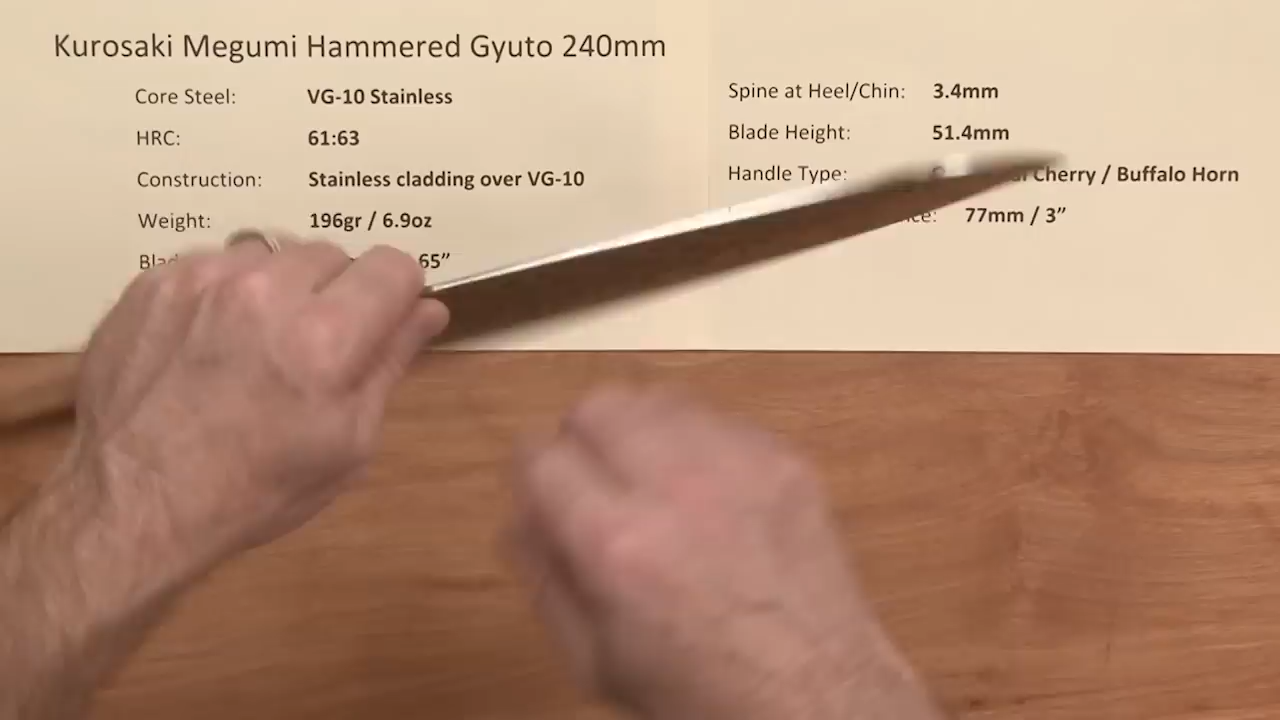 Kurosaki Megumi Hammered Gyuto 240mm
Core Steel: VG-10 Stainless
HRC: 61:63
Construction: Stainless cladding over VG-10
Weight: 196gr / 6.9oz
65”
Spine at Heel/Chin: 3.4mm
Blade Height: 51.4mm
Handle Type: Cherry / Buffalo Horn
77mm / 3”